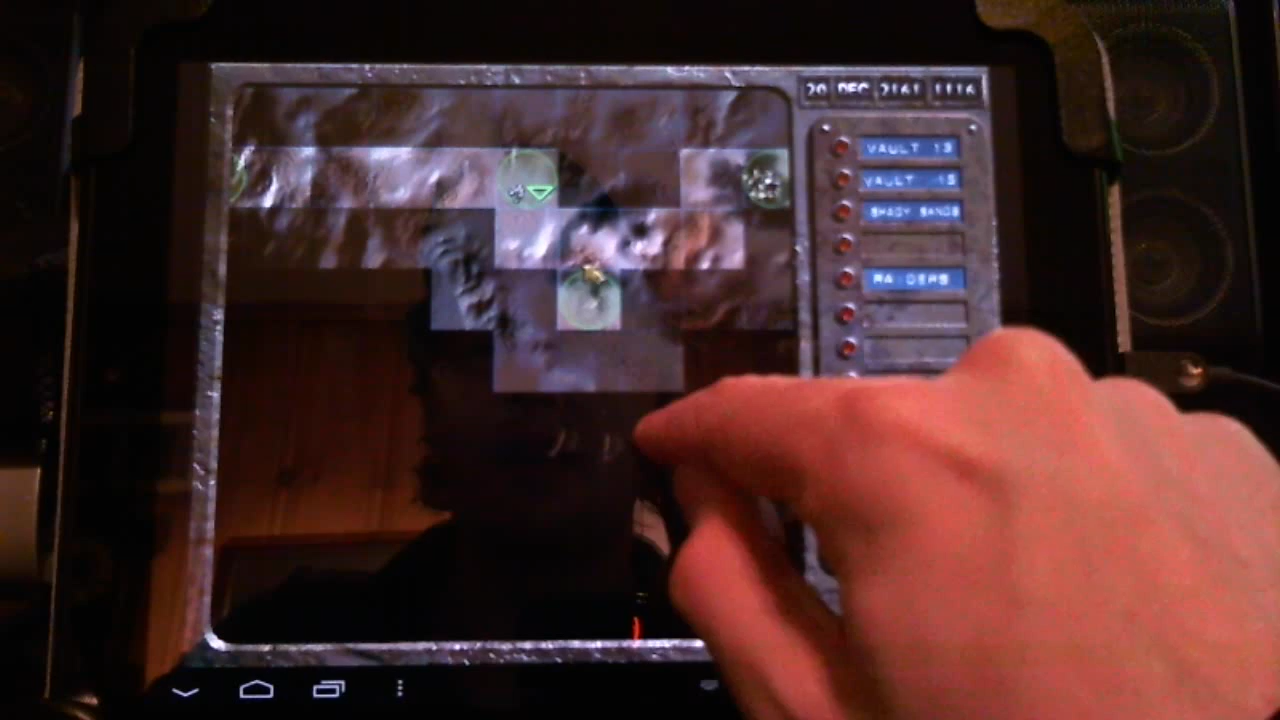 20 DEC 2161 1116
VAULT 13
VAULT 15
SHADY SANDS
RAIDERS